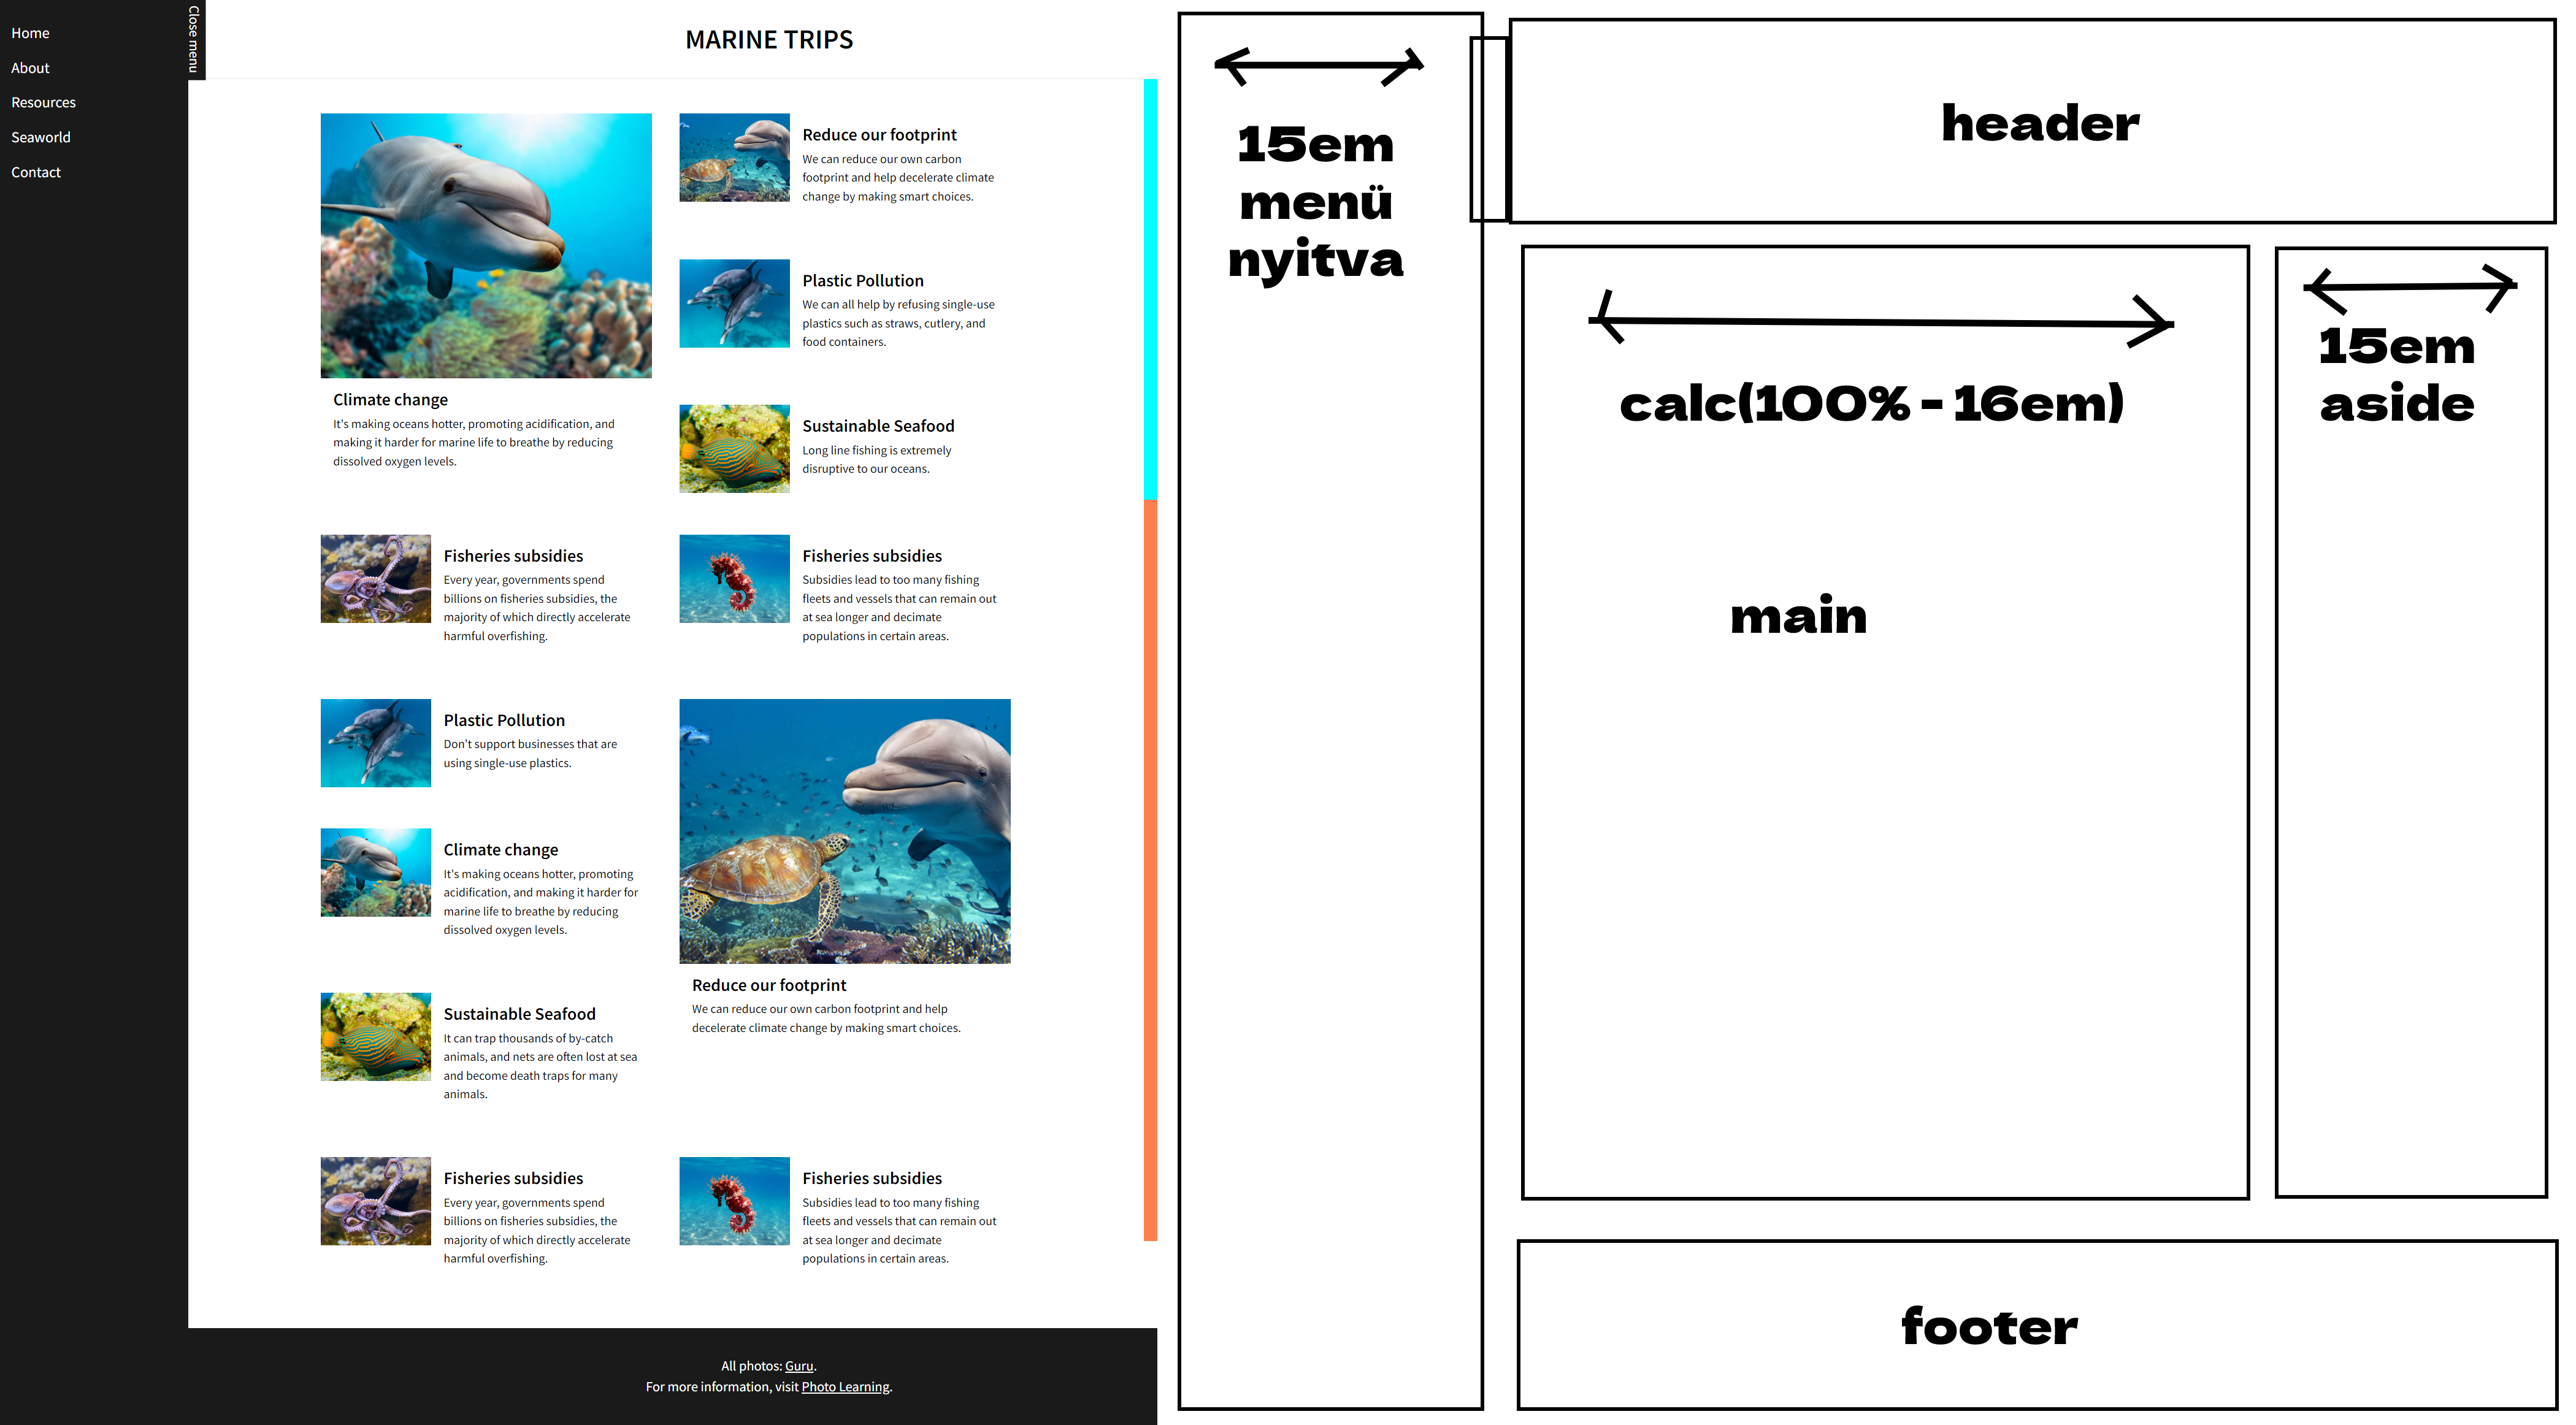 Home
About
Resources
Seaworld
Contact
Close menu
MARINE TRIPS
Climate change
It's making oceans hotter, promoting acidification, and
making it harder for marine life to breathe by reducing
dissolved oxygen levels.
Reduce our footprint
We can reduce our own carbon
footprint and help decelerate climate
change by making smart choices.
Plastic Pollution
We can all help by refusing single-use
plastics such as straws, cutlery, and
food containers.
Sustainable Seafood
Long line fishing is extremely
disruptive to our oceans.
Fisheries subsidies
Every year, governments spend
billions on fisheries subsidies, the
majority of which directly accelerate
harmful overfishing.
Fisheries subsidies
Subsidies lead to too many fishing
fleets and vessels that can remain out
at sea longer and decimate
populations in certain areas.
Plastic Pollution
Don't support businesses that are
using single-use plastics.
Climate change
It's making oceans hotter, promoting
acidification, and making it harder for
marine life to breathe by reducing
dissolved oxygen levels.
Sustainable Seafood
It can trap thousands of by-catch
animals, and nets are often lost at sea
and become death traps for many
animals.
Reduce our footprint
We can reduce our own carbon footprint and help
decelerate climate change by making smart choices.
Fisheries subsidies
Every year, governments spend
billions on fisheries subsidies, the
majority of which directly accelerate
harmful overfishing.
Fisheries subsidies
Subsidies lead to too many fishing
fleets and vessels that can remain out
at sea longer and decimate
populations in certain areas.
All photos: Guru.
For more information, visit Photo Learning.
15em
menü
nyitva
header
calc(100% - 16em)
main
15em
aside
footer